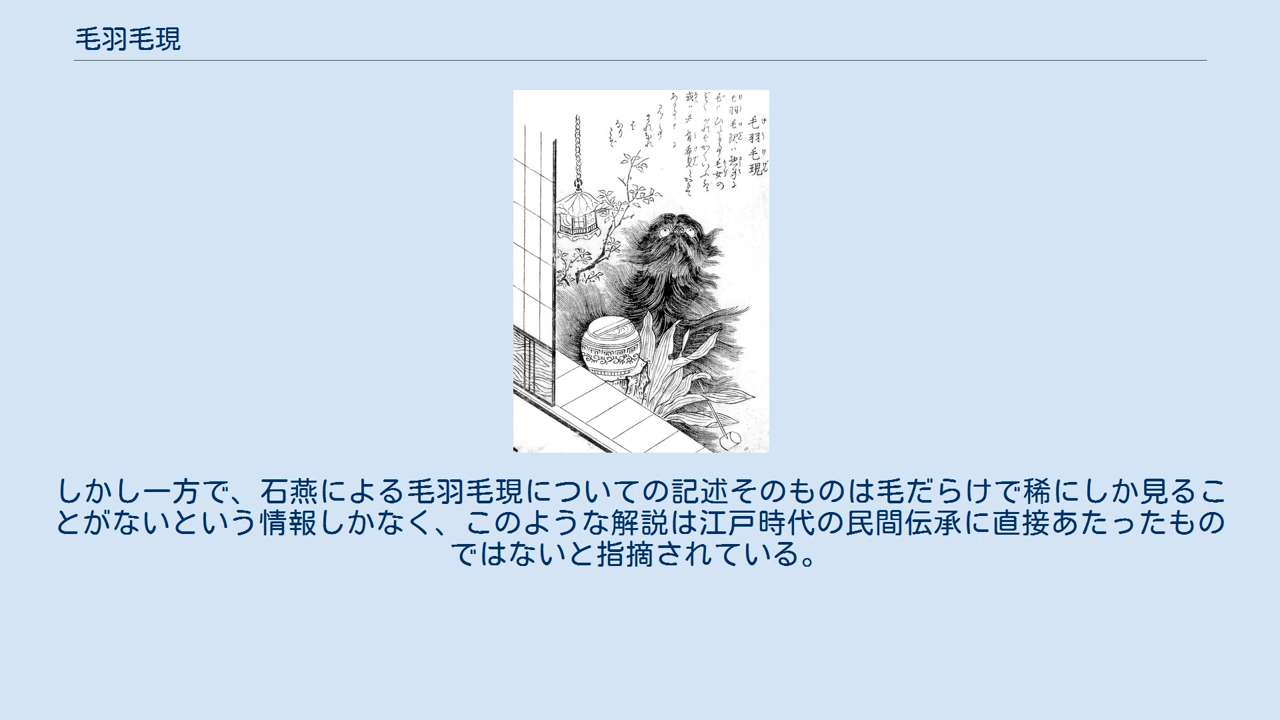 毛羽毛現
毛羽毛現
しかし一方で、石燕による毛羽毛現についての記述そのものは毛だらけで稀にしか見るこ
とがないという情報しかなく、このような解説は江戸時代の民間伝承に直接あたったもの
ではないと指摘されている。